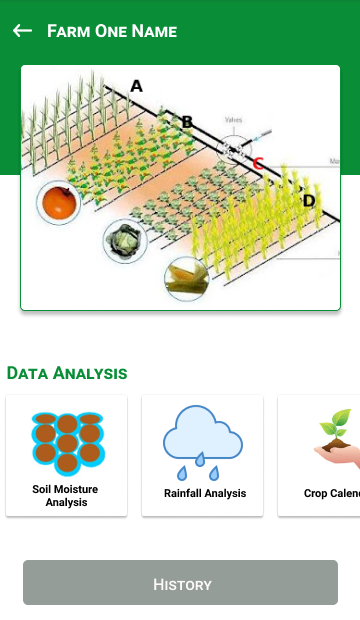 ← Farm One Name
A
B
Valves
C
D
Data Analysis
Soil Moisture
Analysis
Rainfall Analysis
Crop Calen
History